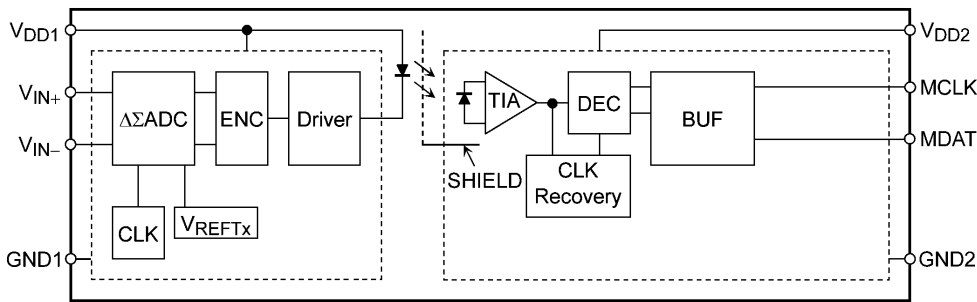 VDD1
VDD2
VIN+
VIN−
ΔΣADC
ENC
Driver
TIA
DEC
BUF
MCLK
MDAT
SHIELD
CLK
Recovery
CLK
VREFTx
GND1
GND2